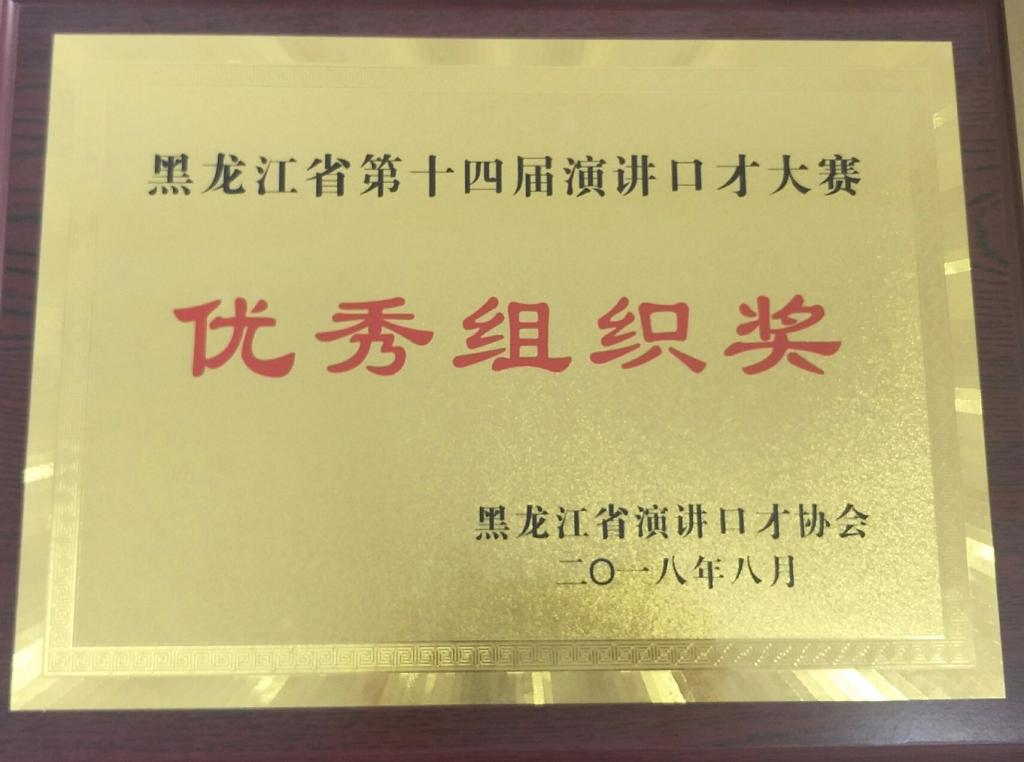 黑龙江省第十四届演讲口才大赛
优秀组织奖
黑龙江省演讲口才协会
二〇一八年八月